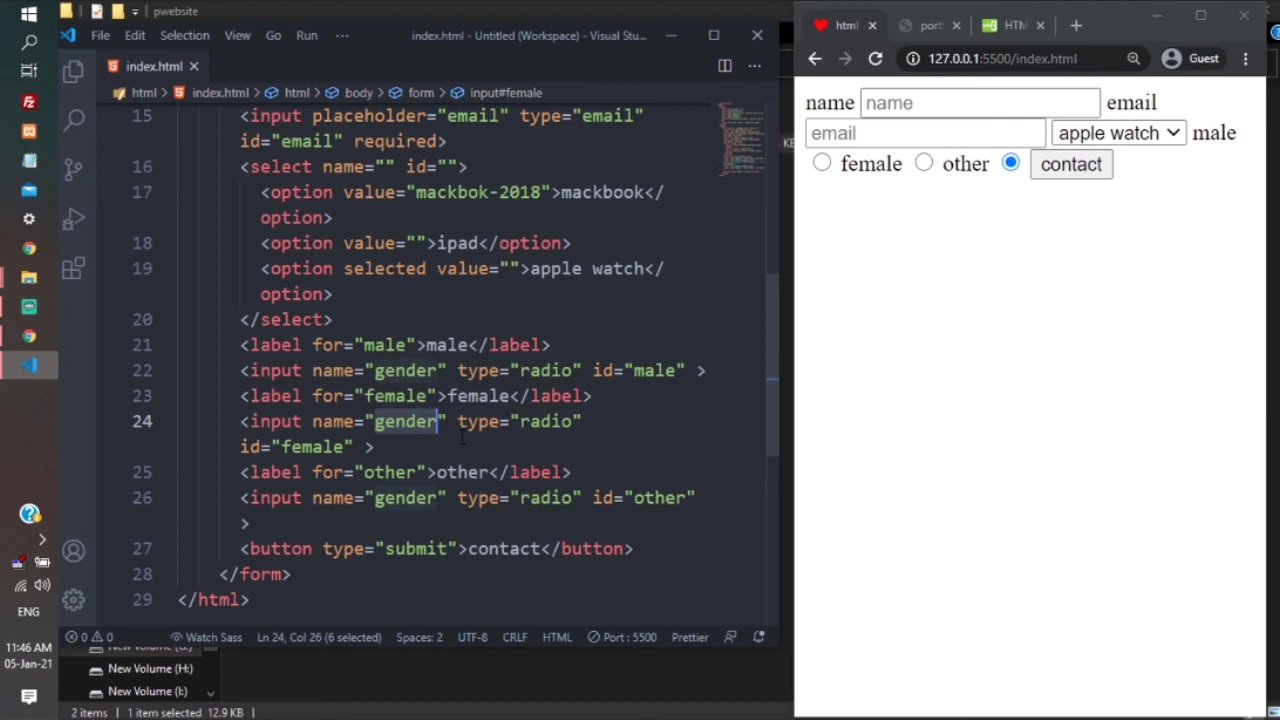 pwebsite
File Edit Selection View Go Run ··· index.html - Untitled (Workspace) - Visual Stu...
index.html
html > index.html > html > body > form > input#female
15 <input placeholder="email" type="email"
id="email" required>
16 <select name="" id="">
17 <option value="mackbok-2018">mackbook</
option>
18 <option value="">ipad</option>
19 <option selected value="">apple watch</
option>
20 </select>
21 <label for="male">male</label>
22 <input name="gender" type="radio" id="male" >
23 <label for="female">female</label>
24 <input name="gender" type="radio"
id="female" >
25 <label for="other">other</label>
26 <input name="gender" type="radio" id="other"
>
27 <button type="submit">contact</button>
28 </form>
29 </html>
0 0 Watch Sass Ln 24, Col 26 (6 selected) Spaces: 2 UTF-8 CRLF HTML Port : 5500 Prettier
New Volume (H:)
New Volume (I:)
2 items | 1 item selected 12.9 KB |
ENG
11:46 AM
05-Jan-21
html port HTM
127.0.0.1:5500/index.html Guest
name name email
email apple watch male
female other contact